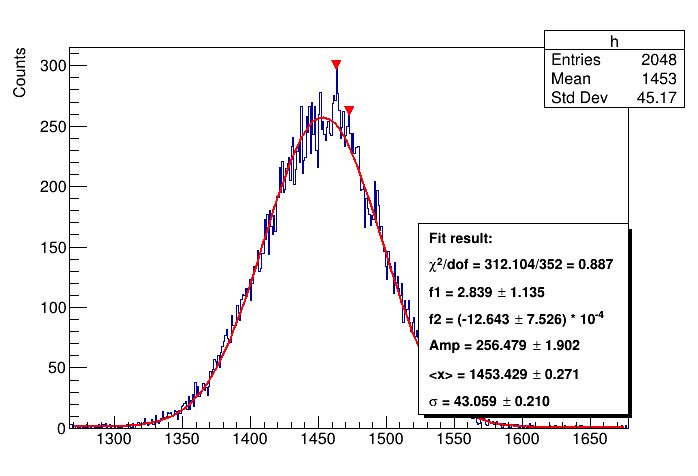 h
Entries 2048
Mean 1453
Std Dev 45.17
Counts
300
250
200
150
100
50
0
1300 1350 1400 1450 1500 1550 1600 1650
Fit result:
χ²/dof = 312.104/352 = 0.887
f1 = 2.839 ± 1.135
f2 = (-12.643 ± 7.526) * 10⁻⁴
Amp = 256.479 ± 1.902
<x> = 1453.429 ± 0.271
σ = 43.059 ± 0.210